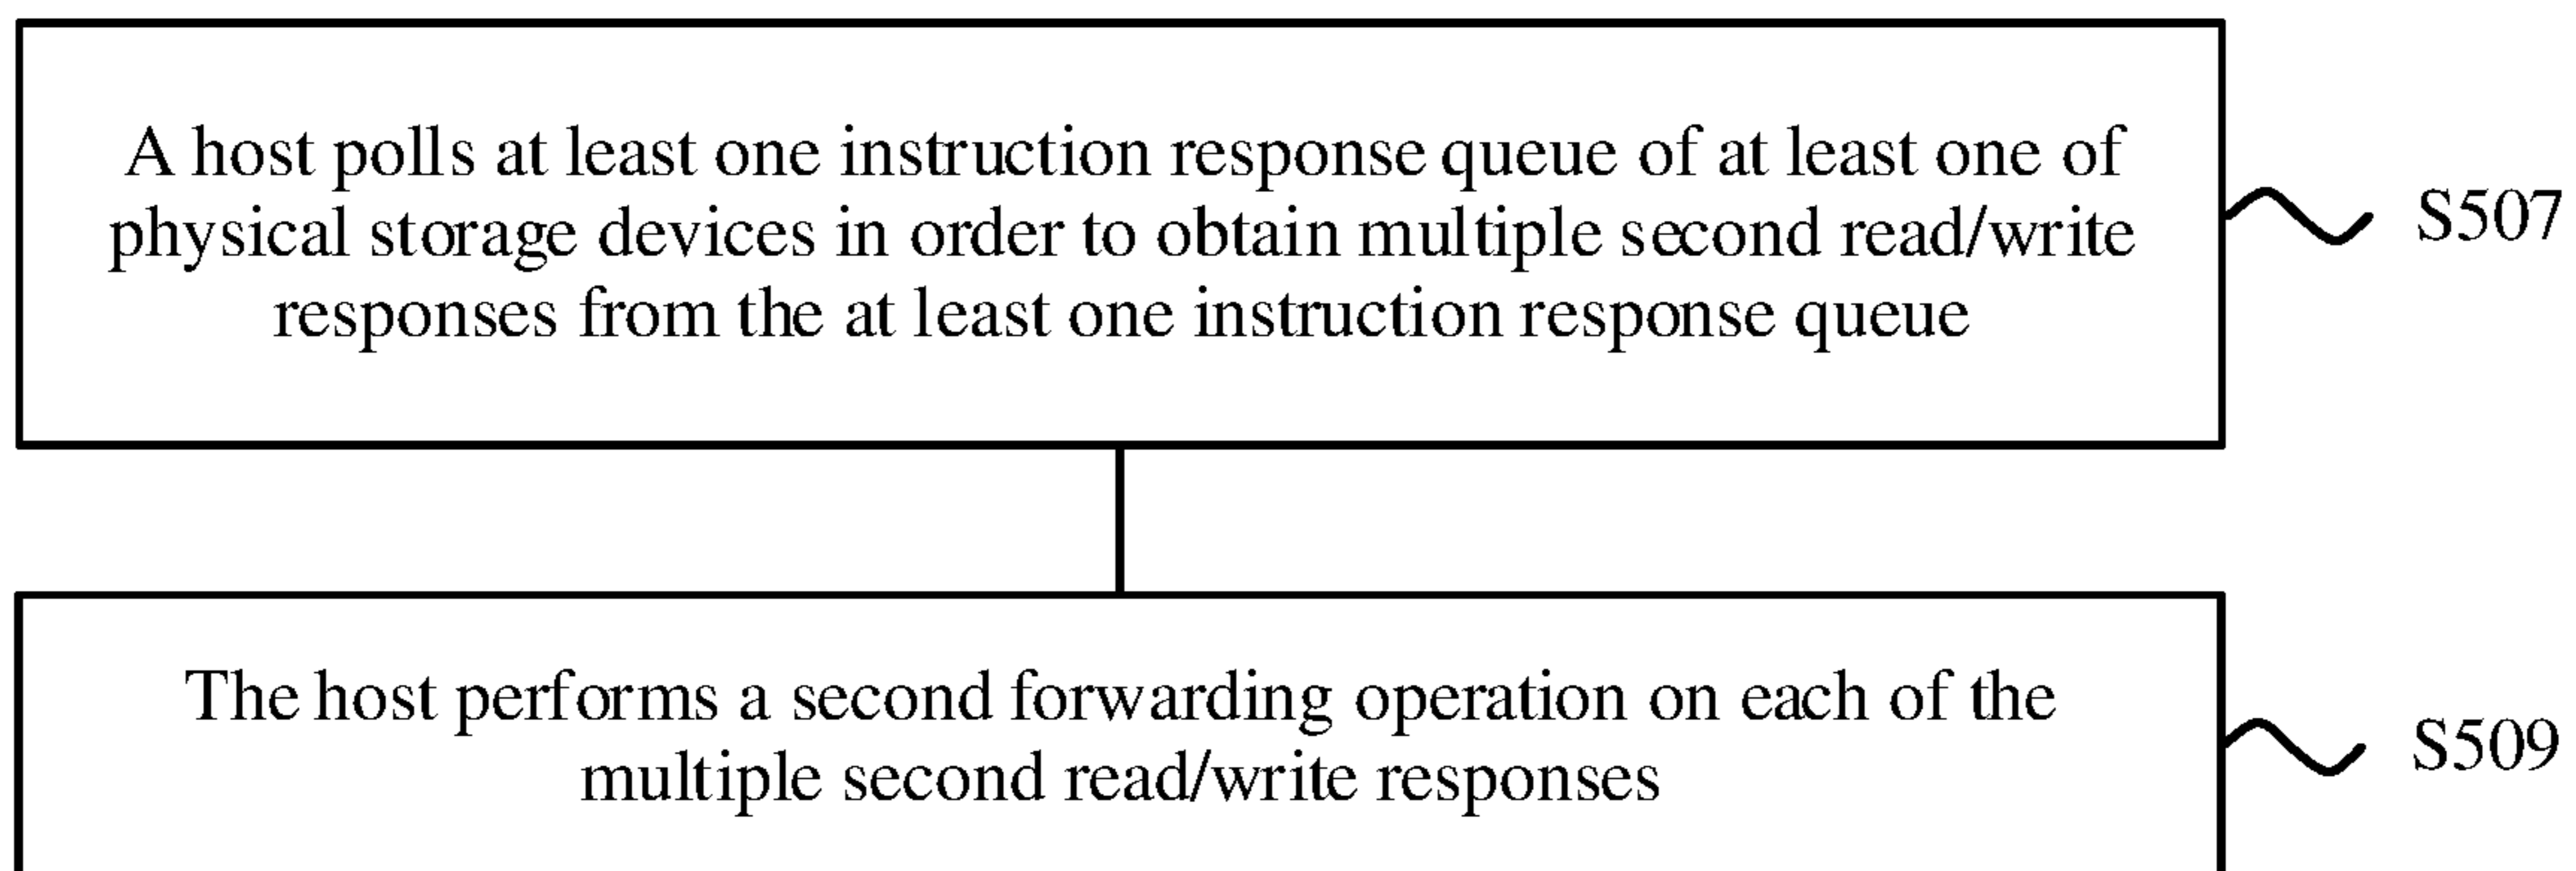 A host polls at least one instruction response queue of at least one of
physical storage devices in order to obtain multiple second read/write
responses from the at least one instruction response queue
S507
The host performs a second forwarding operation on each of the
multiple second read/write responses
S509